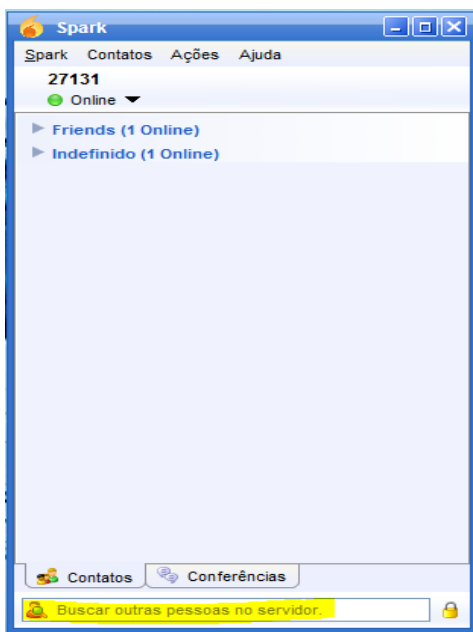 Spark
Spark Contatos Ações Ajuda
27131
Online
Friends (1 Online)
Indefinido (1 Online)
Contatos Conferências
Buscar outras pessoas no servidor.